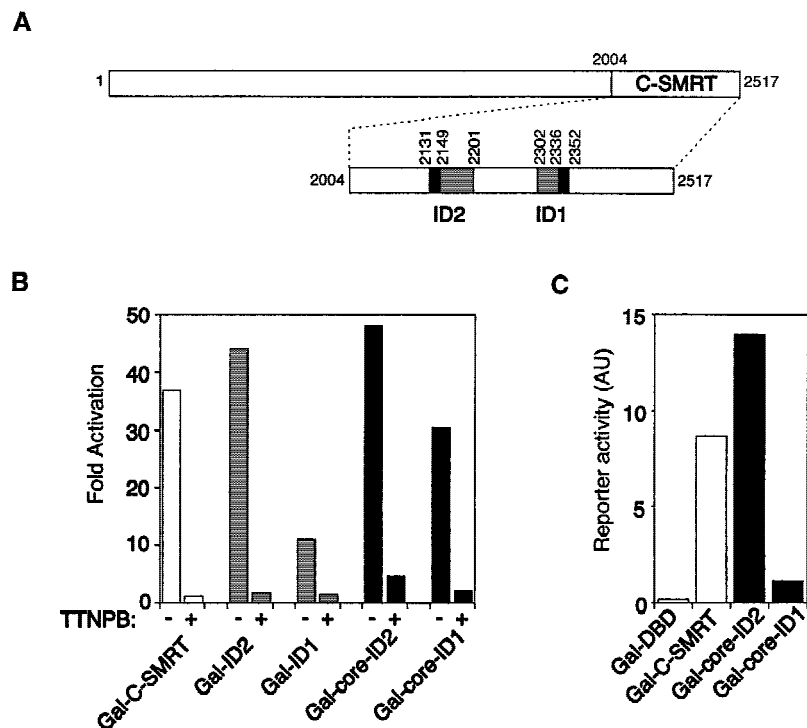 A
2004
1
C-SMRT
2517
2131
2149
2201
2302
2336
2352
2004
2517
ID2
ID1
B
50
40
30
20
10
0
Fold Activation
TTNPB: - + - + - + - + - +
Gal-C-SMRT
Gal-ID2
Gal-ID1
Gal-core-ID2
Gal-core-ID1
C
15
10
5
0
Reporter activity (AU)
Gal-DBD
Gal-C-SMRT
Gal-core-ID2
Gal-core-ID1